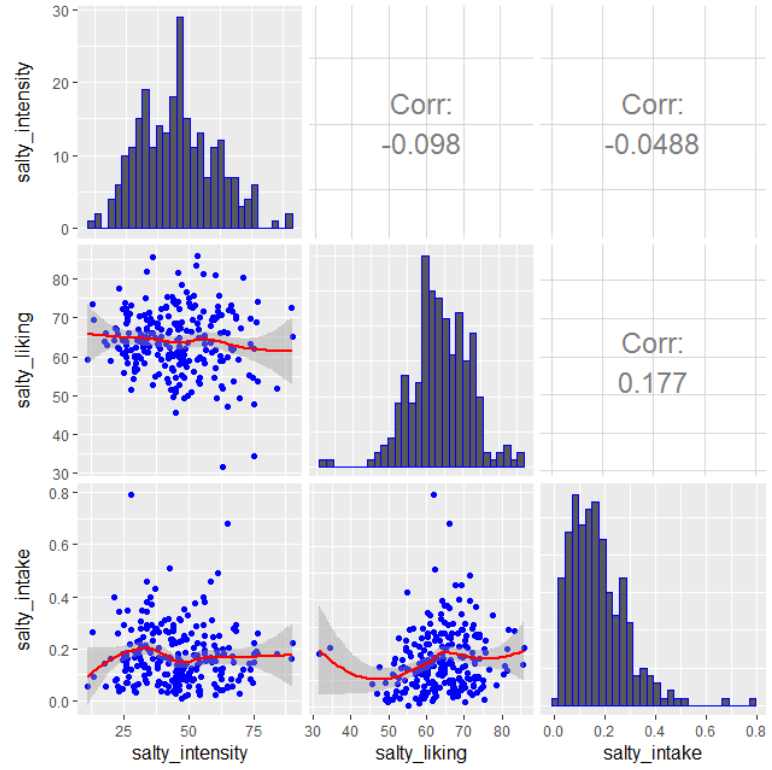 30
20
10
0
salty_intensity
Corr:
-0.098
Corr:
-0.0488
80
70
60
50
40
30
salty_liking
Corr:
0.177
0.8
0.6
0.4
0.2
0.0
salty_intake
25 50 75
30 40 50 60 70 80
0.0 0.2 0.4 0.6 0.8
salty_intensity salty_liking salty_intake